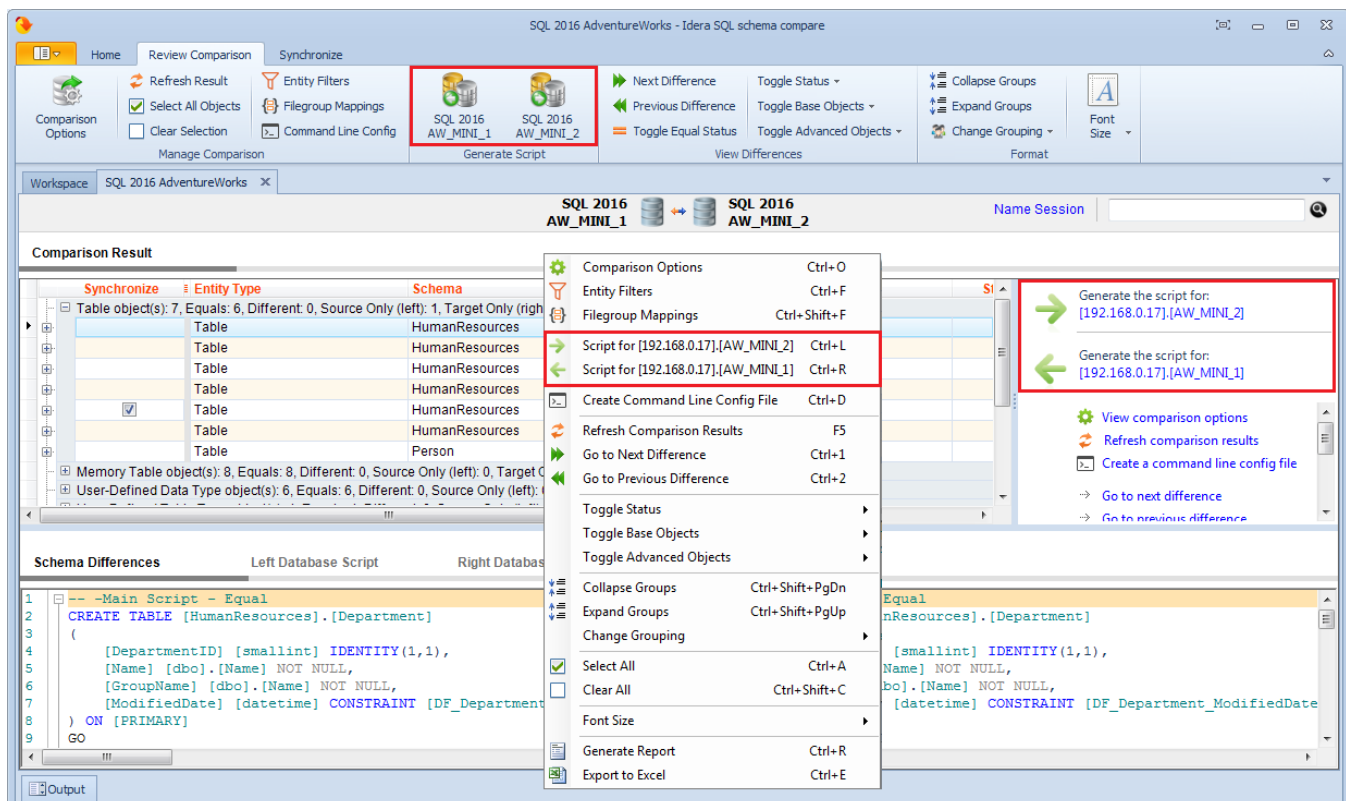 SQL 2016 AdventureWorks - Idera SQL schema compare
Home Review Comparison Synchronize
Comparison Options
Refresh Result
Select All Objects
Clear Selection
Entity Filters
Filegroup Mappings
Command Line Config
Manage Comparison
SQL 2016 AW_MINI_1
SQL 2016 AW_MINI_2
Generate Script
Next Difference
Previous Difference
Toggle Equal Status
Toggle Status
Toggle Base Objects
Toggle Advanced Objects
View Differences
Collapse Groups
Expand Groups
Change Grouping
A
Font Size
Format
Workspace SQL 2016 AdventureWorks
SQL 2016 AW_MINI_1
SQL 2016 AW_MINI_2
Name Session
Comparison Result
Synchronize Entity Type Schema
Table object(s): 7, Equals: 6, Different: 0, Source Only (left): 1, Target Only (righ
Table HumanResources
Table HumanResources
Table HumanResources
Table HumanResources
Table HumanResources
Table HumanResources
Table Person
Memory Table object(s): 8, Equals: 8, Different: 0, Source Only (left): 0, Target
User-Defined Data Type object(s): 6, Equals: 6, Different: 0, Source Only (left):
Comparison Options Ctrl+O
Entity Filters Ctrl+F
Filegroup Mappings Ctrl+Shift+F
Script for [192.168.0.17].[AW_MINI_2] Ctrl+L
Script for [192.168.0.17].[AW_MINI_1] Ctrl+R
Create Command Line Config File Ctrl+D
Refresh Comparison Results F5
Go to Next Difference Ctrl+1
Go to Previous Difference Ctrl+2
Toggle Status
Toggle Base Objects
Toggle Advanced Objects
Collapse Groups Ctrl+Shift+PgDn
Expand Groups Ctrl+Shift+PgUp
Change Grouping
Select All Ctrl+A
Clear All Ctrl+Shift+C
Font Size
Generate Report Ctrl+R
Export to Excel Ctrl+E
Generate the script for:
[192.168.0.17].[AW_MINI_2]
Generate the script for:
[192.168.0.17].[AW_MINI_1]
View comparison options
Refresh comparison results
Create a command line config file
Go to next difference
Go to previous difference
Schema Differences Left Database Script Right Databas
1 -- -Main Script - Equal
2 CREATE TABLE [HumanResources].[Department]
3 (
4 [DepartmentID] [smallint] IDENTITY(1,1),
5 [Name] [dbo].[Name] NOT NULL,
6 [GroupName] [dbo].[Name] NOT NULL,
7 [ModifiedDate] [datetime] CONSTRAINT [DF_Department
8 ) ON [PRIMARY]
9 GO
Equal
nResources].[Department]
[smallint] IDENTITY(1,1),
Name] NOT NULL,
bo].[Name] NOT NULL,
[datetime] CONSTRAINT [DF_Department_ModifiedDate
Output